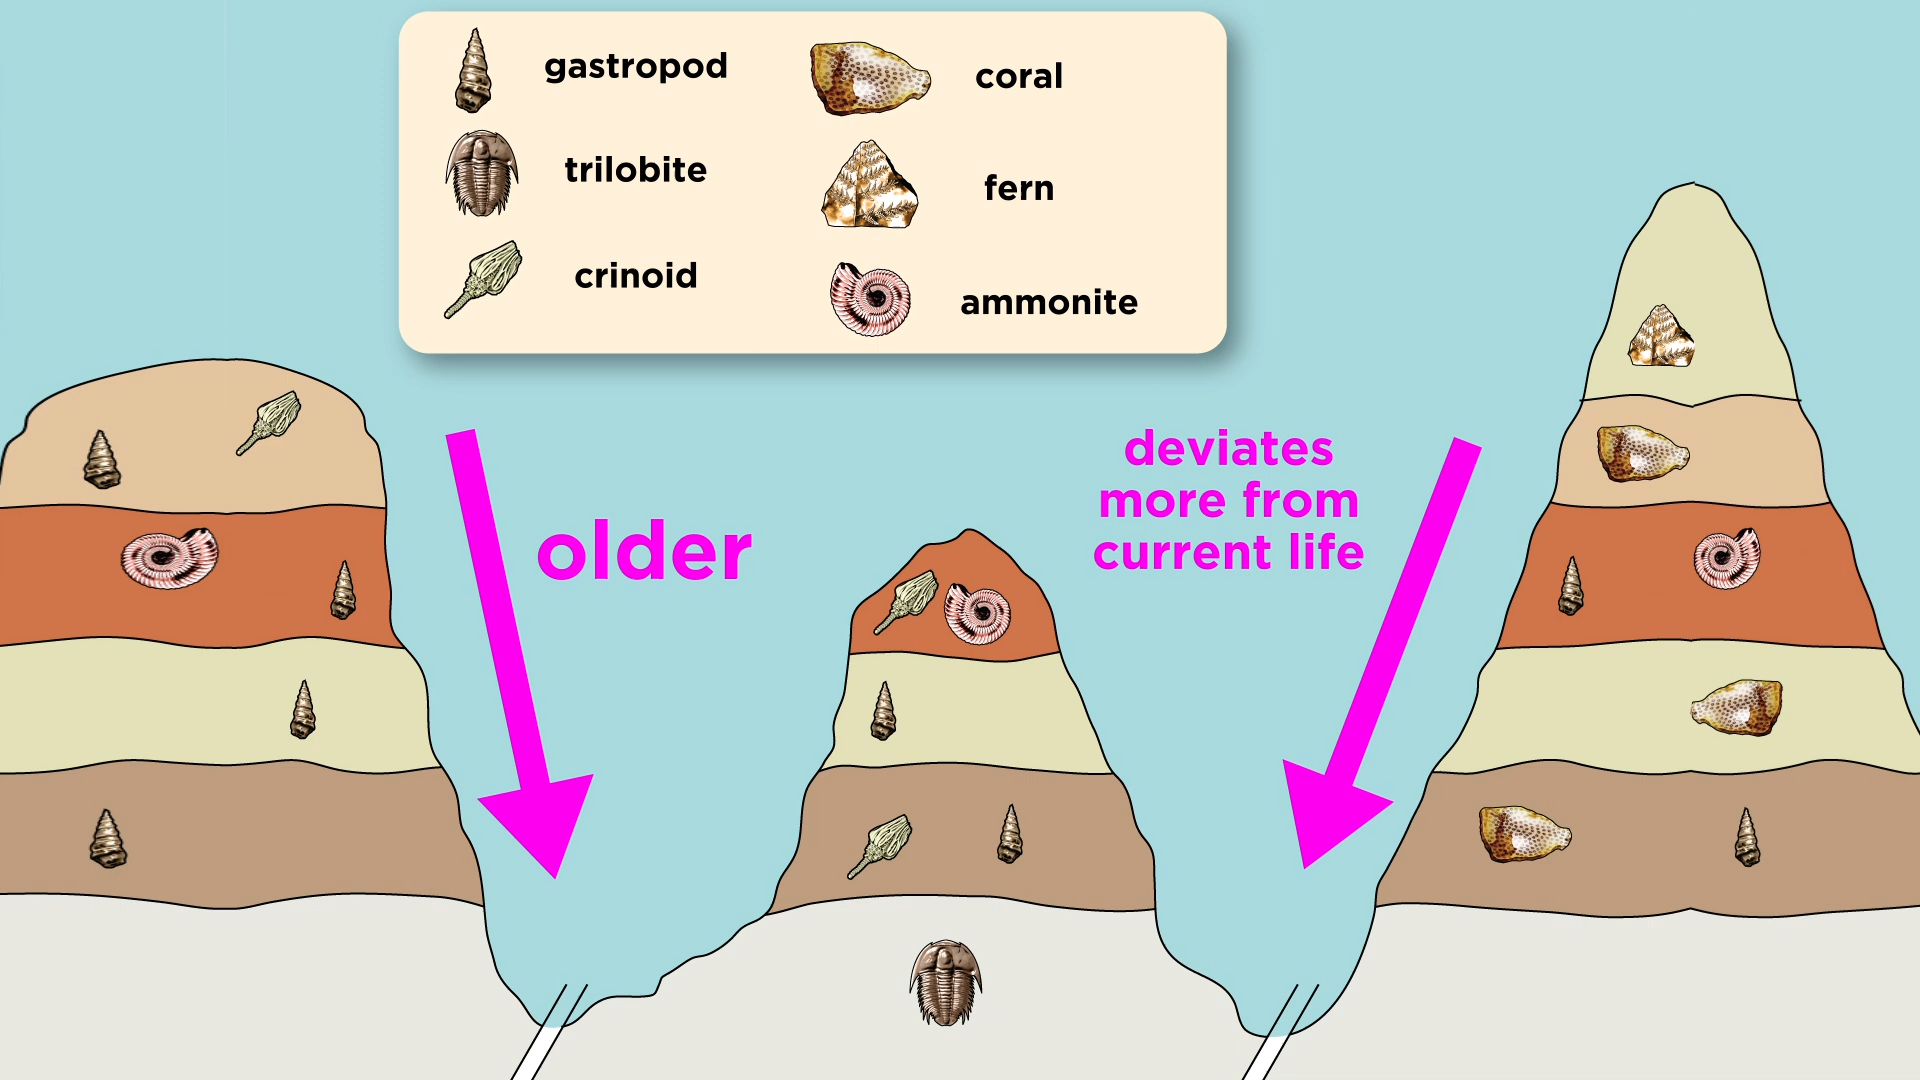 gastropod
coral
trilobite
fern
crinoid
ammonite
older
deviates
more from
current life